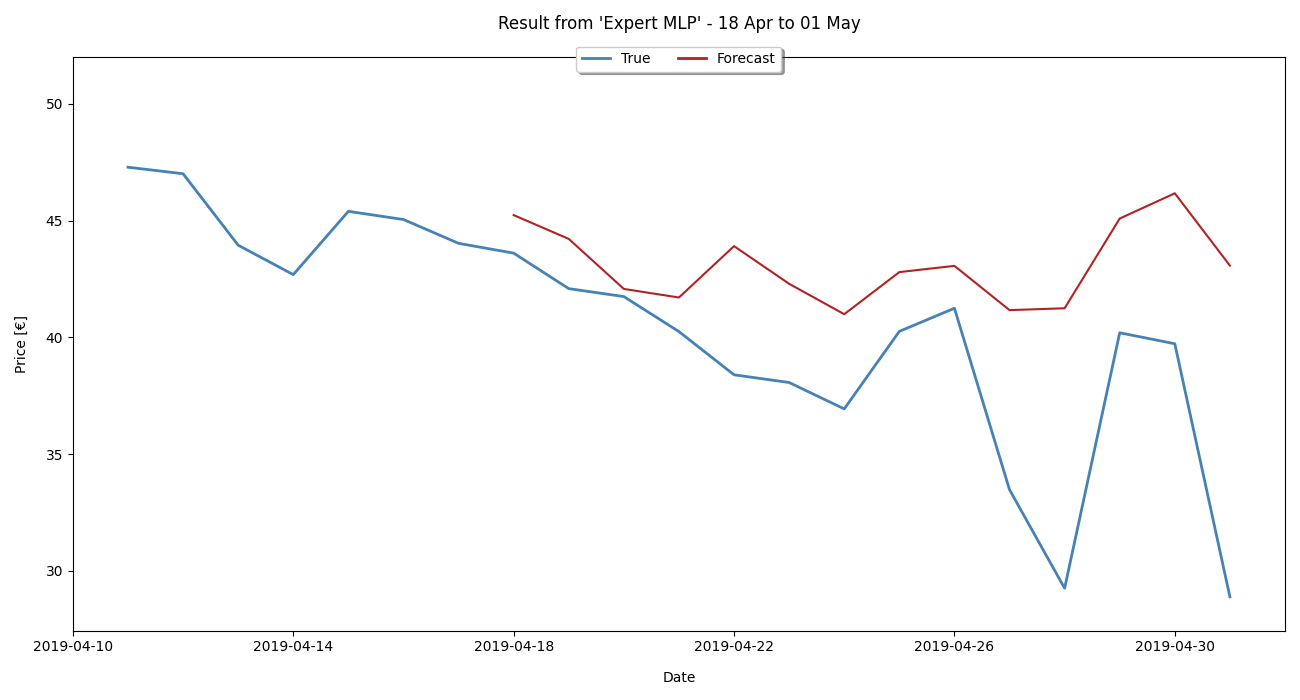 Result from 'Expert MLP' - 18 Apr to 01 May
True Forecast
Price [€]
50
45
40
35
30
2019-04-10 2019-04-14 2019-04-18 2019-04-22 2019-04-26 2019-04-30
Date